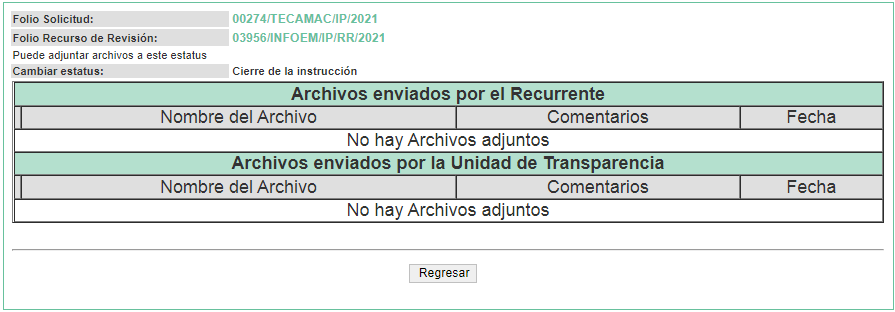 Folio Solicitud: 00274/TECAMAC/IP/2021
Folio Recurso de Revisión: 03956/INFOEM/IP/RR/2021
Puede adjuntar archivos a este estatus
Cambiar estatus: Cierre de la instrucción
Archivos enviados por el Recurrente
Nombre del Archivo Comentarios Fecha
No hay Archivos adjuntos
Archivos enviados por la Unidad de Transparencia
Nombre del Archivo Comentarios Fecha
No hay Archivos adjuntos
Regresar